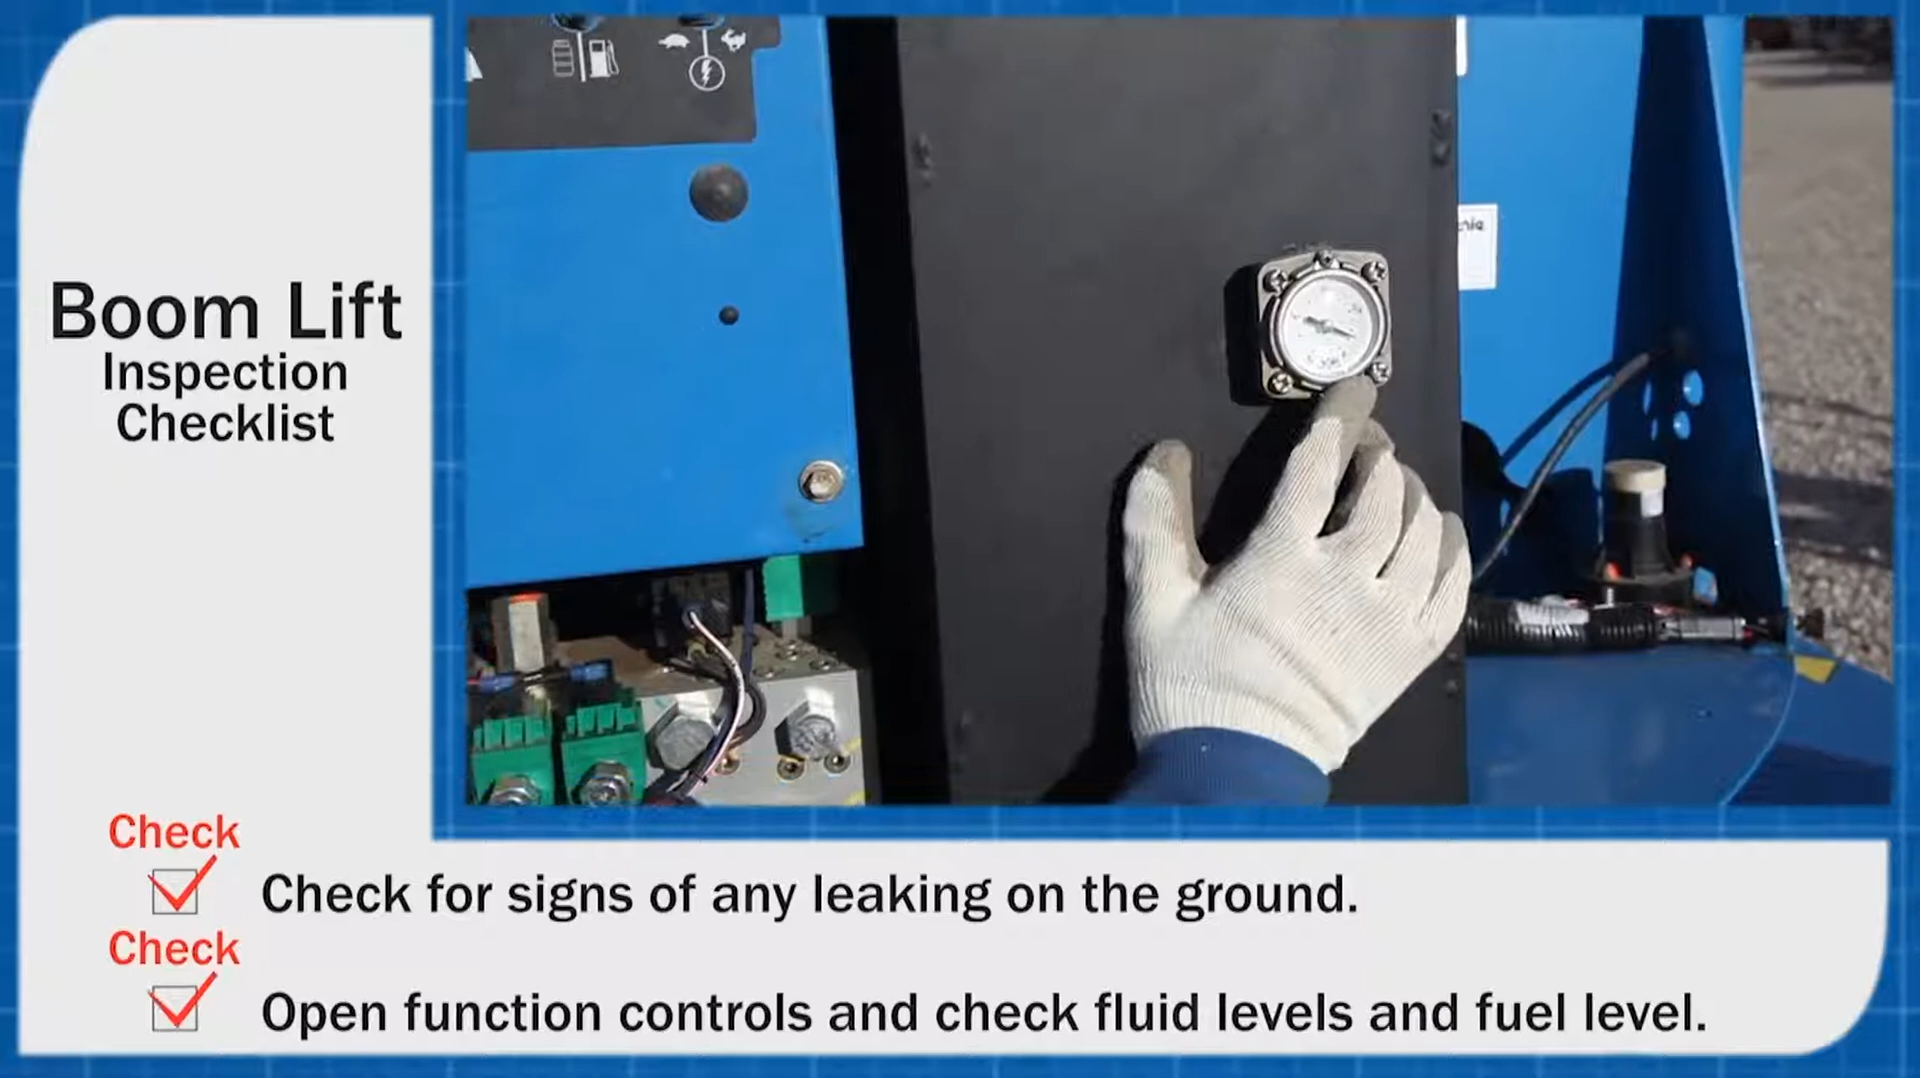 Boom Lift
Inspection
Checklist
Check
Check for signs of any leaking on the ground.
Check
Open function controls and check fluid levels and fuel level.